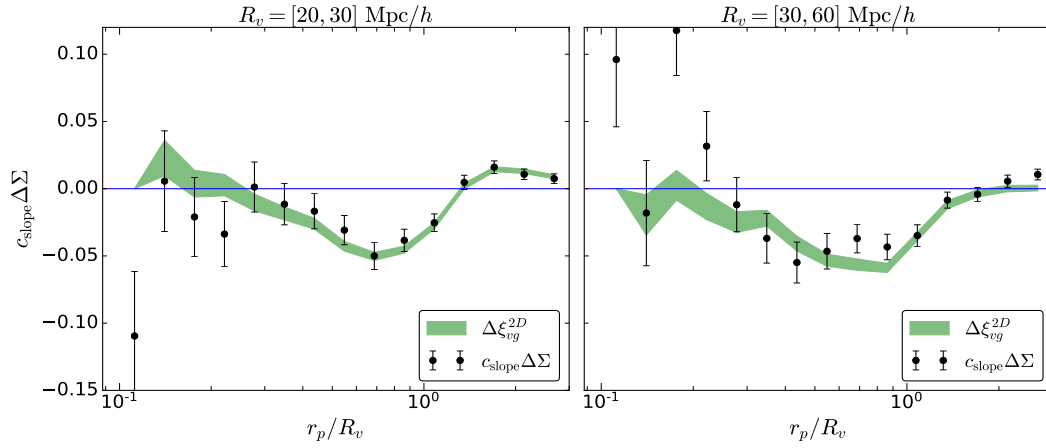 R_v = [20, 30] Mpc/h
R_v = [30, 60] Mpc/h
c_slope ΔΣ
0.10
0.05
0.00
−0.05
−0.10
−0.15
Δξ_vg^2D
c_slope ΔΣ
Δξ_vg^2D
c_slope ΔΣ
10^-1
10^0
10^-1
10^0
r_p/R_v
r_p/R_v